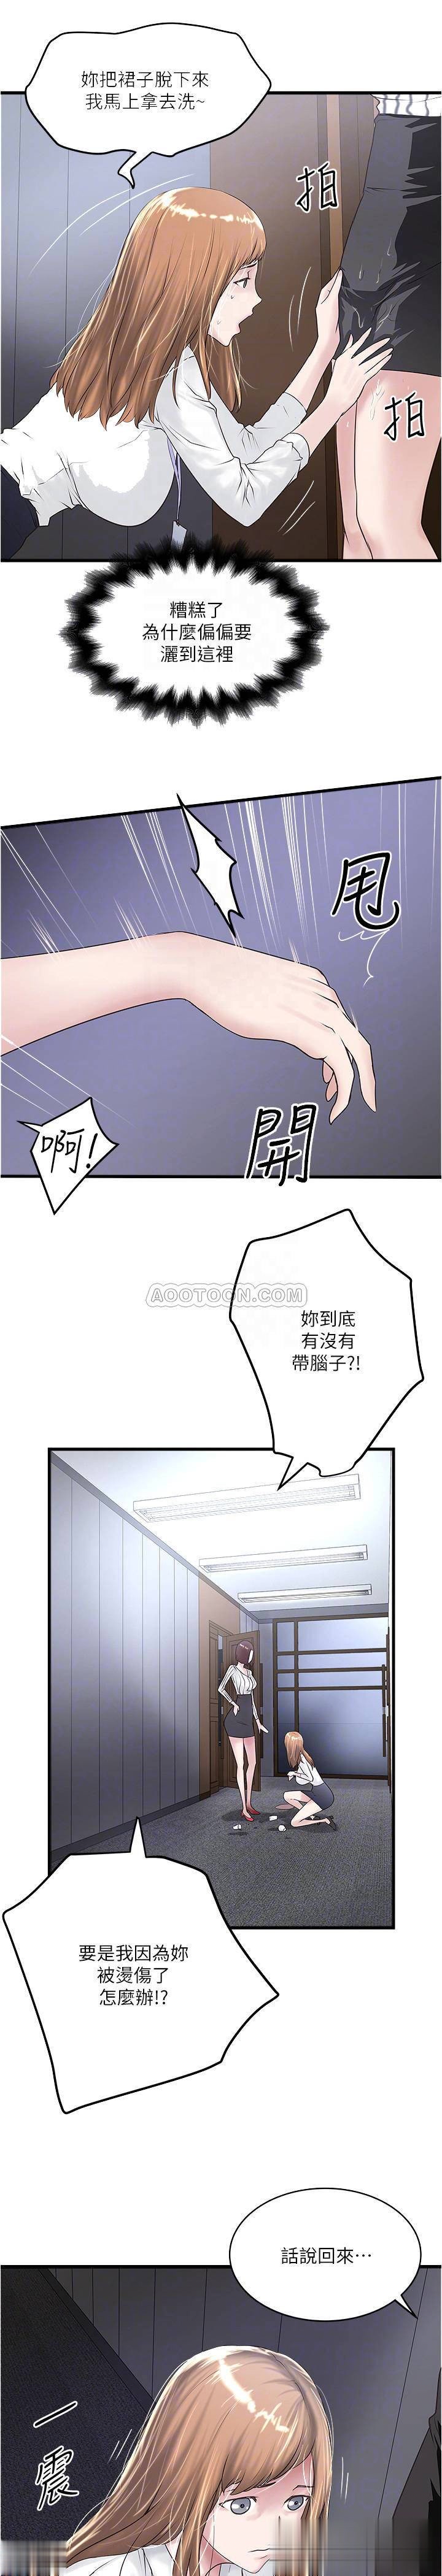 妳把裙子脫下來
我馬上拿去洗~
拍
拍
糟糕了
為什麼偏偏要
灑到這裡
甩
啊!
開
AOOTOON.COM
妳到底
有沒有
帶腦子?!
要是我因為妳
被燙傷了
怎麼辦!?
話說回來…
一震